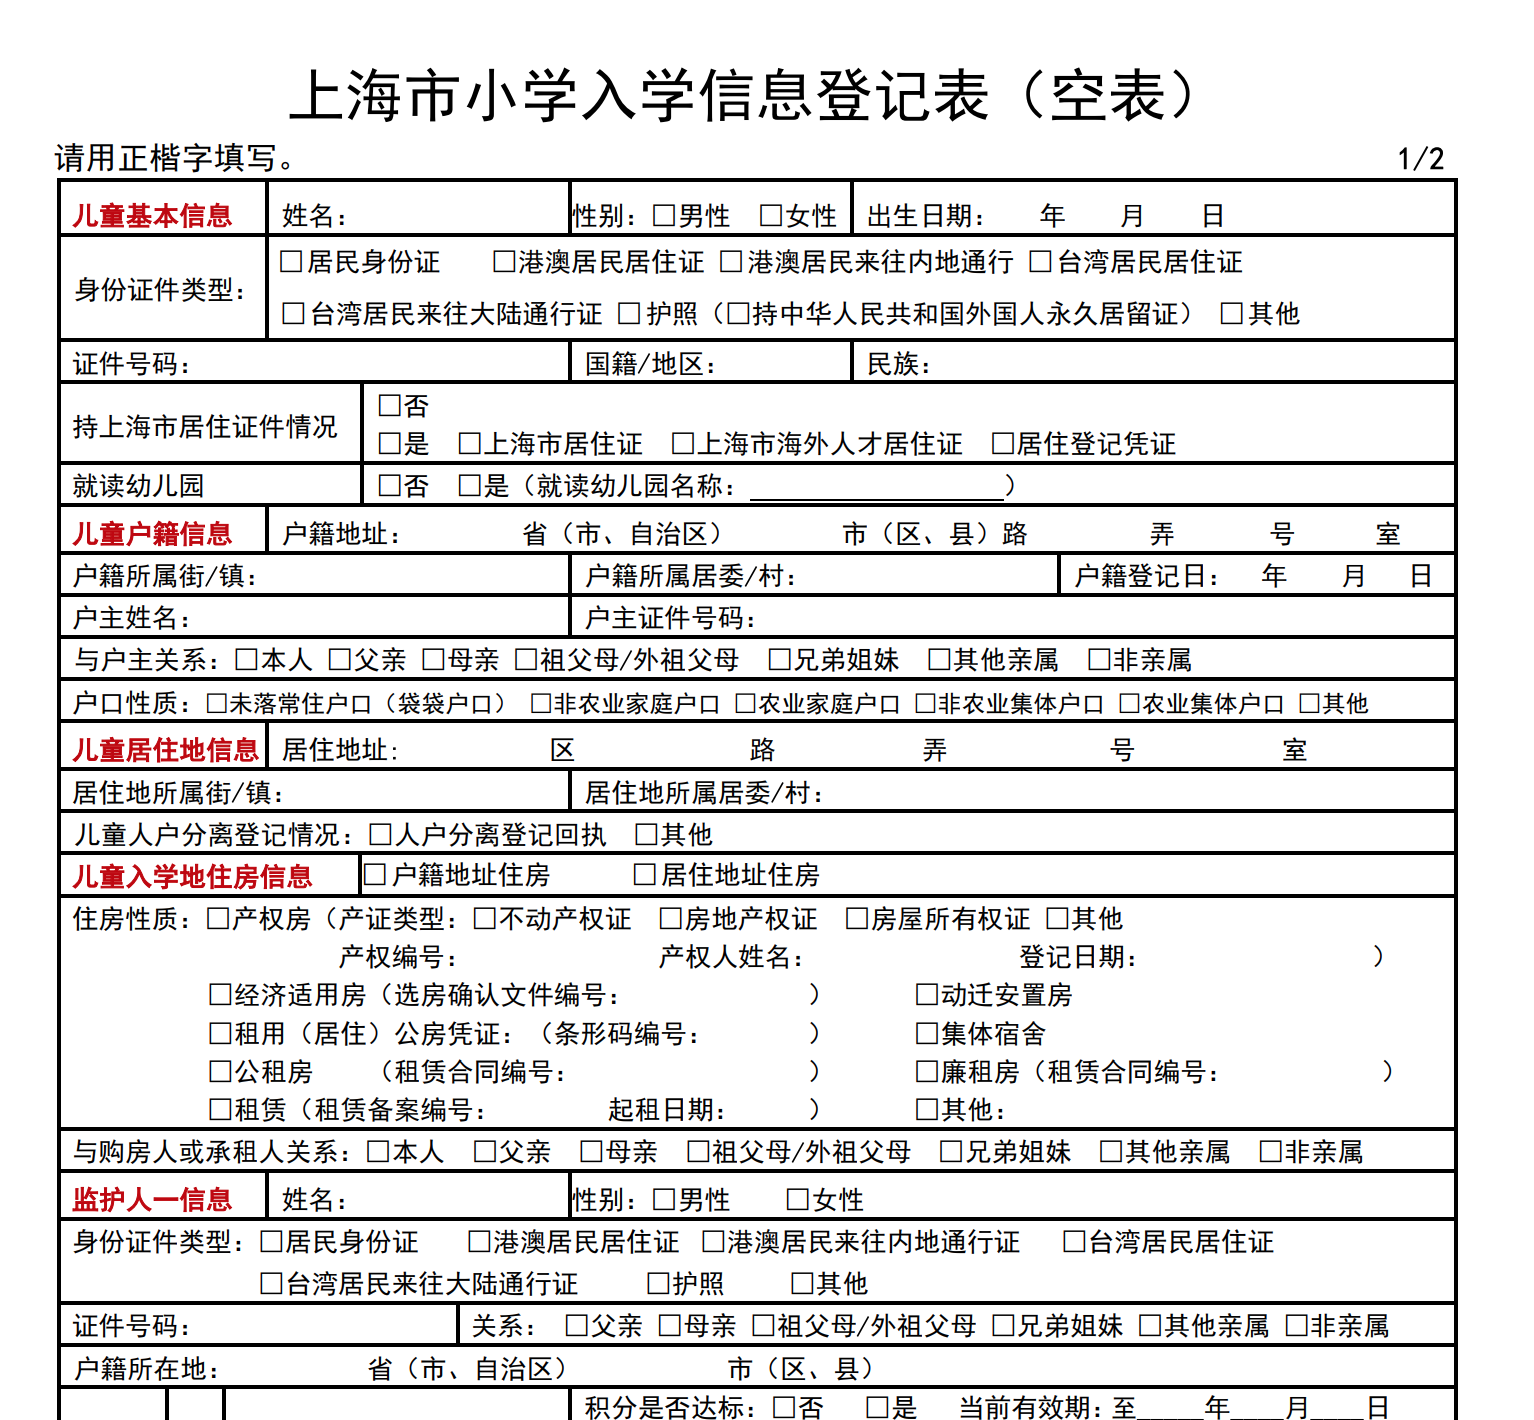 上海市小学入学信息登记表（空表）
请用正楷字填写。 1/2
儿童基本信息 姓名： 性别：□男性 □女性 出生日期： 年 月 日
□居民身份证 □港澳居民居住证 □港澳居民来往内地通行 □台湾居民居住证
身份证件类型：
□台湾居民来往大陆通行证 □护照（□持中华人民共和国外国人永久居留证） □其他
证件号码： 国籍/地区： 民族：
□否
持上海市居住证件情况
□是 □上海市居住证 □上海市海外人才居住证 □居住登记凭证
就读幼儿园 □否 □是（就读幼儿园名称：___________________）
儿童户籍信息 户籍地址： 省（市、自治区） 市（区、县）路 弄 号 室
户籍所属街/镇： 户籍所属居委/村： 户籍登记日： 年 月 日
户主姓名： 户主证件号码：
与户主关系：□本人 □父亲 □母亲 □祖父母/外祖父母 □兄弟姐妹 □其他亲属 □非亲属
户口性质：□未落常住户口（袋袋户口） □非农业家庭户口 □农业家庭户口 □非农业集体户口 □农业集体户口 □其他
儿童居住地信息 居住地址： 区 路 弄 号 室
居住地所属街/镇： 居住地所属居委/村：
儿童人户分离登记情况：□人户分离登记回执 □其他
儿童入学地住房信息 □户籍地址住房 □居住地址住房
住房性质：□产权房（产证类型：□不动产权证 □房地产权证 □房屋所有权证 □其他
产权编号： 产权人姓名： 登记日期： ）
□经济适用房（选房确认文件编号： ） □动迁安置房
□租用（居住）公房凭证：（条形码编号： ） □集体宿舍
□公租房 （租赁合同编号： ） □廉租房（租赁合同编号： ）
□租赁（租赁备案编号： 起租日期： ） □其他：
与购房人或承租人关系：□本人 □父亲 □母亲 □祖父母/外祖父母 □兄弟姐妹 □其他亲属 □非亲属
监护人一信息 姓名： 性别：□男性 □女性
身份证件类型：□居民身份证 □港澳居民居住证 □港澳居民来往内地通行证 □台湾居民居住证
□台湾居民来往大陆通行证 □护照 □其他
证件号码： 关系： □父亲 □母亲 □祖父母/外祖父母 □兄弟姐妹 □其他亲属 □非亲属
户籍所在地： 省（市、自治区） 市（区、县）
积分是否达标：□否 □是 当前有效期：至_____年____月____日